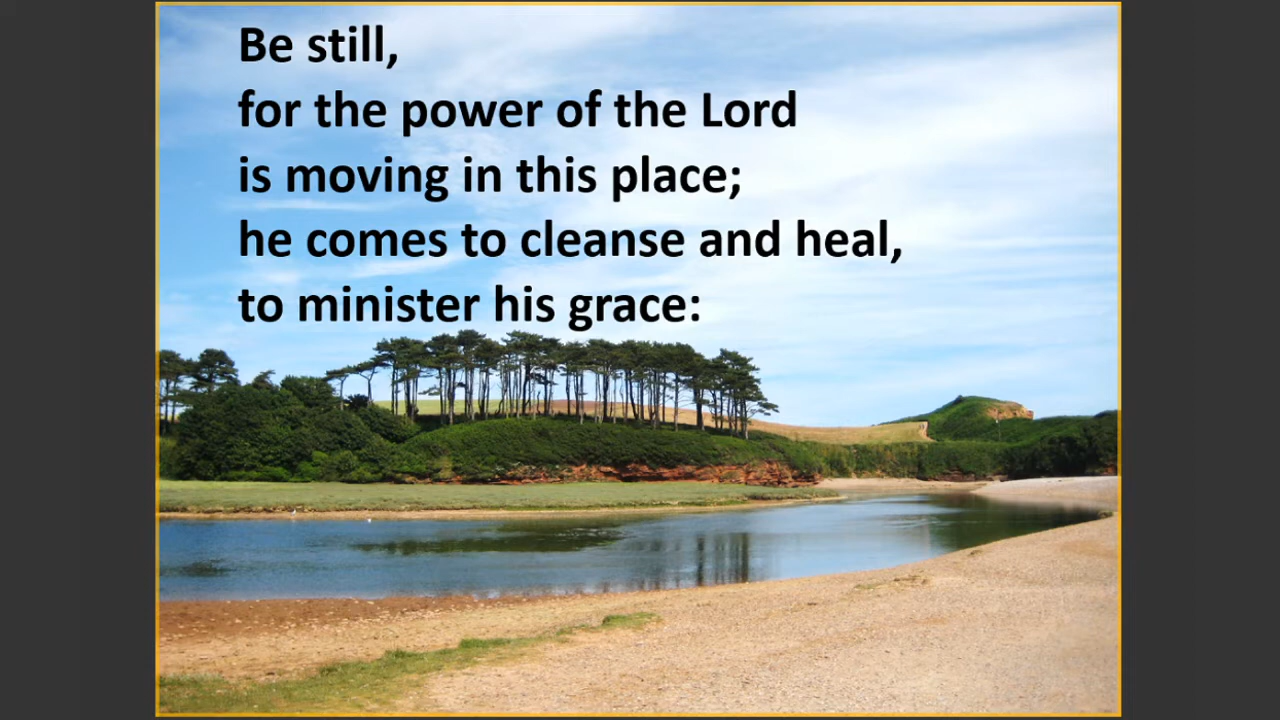 Be still,
for the power of the Lord
is moving in this place;
he comes to cleanse and heal,
to minister his grace: